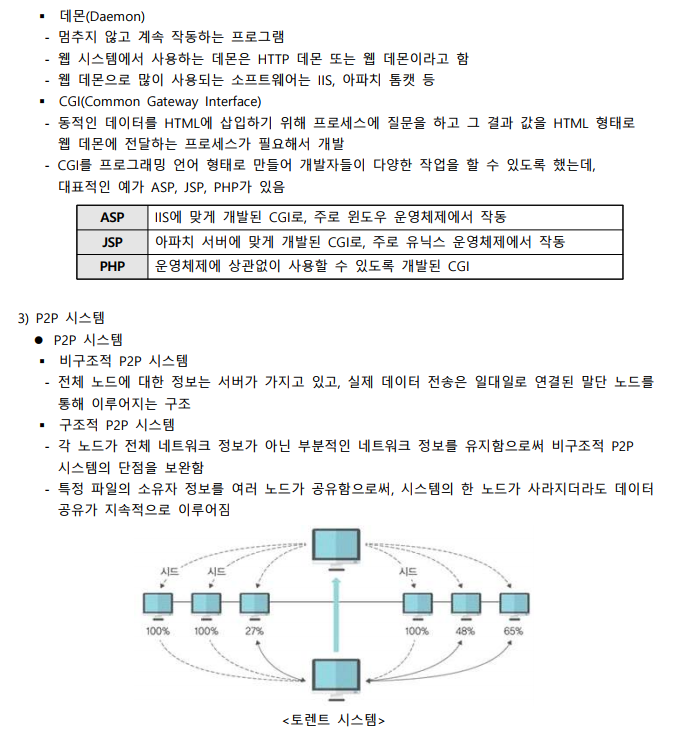 ▪ 데몬(Daemon)
- 멈추지 않고 계속 작동하는 프로그램
- 웹 시스템에서 사용하는 데몬은 HTTP 데몬 또는 웹 데몬이라고 함
- 웹 데몬으로 많이 사용되는 소프트웨어는 IIS, 아파치 톰캣 등
▪ CGI(Common Gateway Interface)
- 동적인 데이터를 HTML에 삽입하기 위해 프로세스에 질문을 하고 그 결과 값을 HTML 형태로
웹 데몬에 전달하는 프로세스가 필요해서 개발
- CGI를 프로그래밍 언어 형태로 만들어 개발자들이 다양한 작업을 할 수 있도록 했는데,
대표적인 예가 ASP, JSP, PHP가 있음
ASP IIS에 맞게 개발된 CGI로, 주로 윈도우 운영체제에서 작동
JSP 아파치 서버에 맞게 개발된 CGI로, 주로 유닉스 운영체제에서 작동
PHP 운영체제에 상관없이 사용할 수 있도록 개발된 CGI
3) P2P 시스템
● P2P 시스템
▪ 비구조적 P2P 시스템
- 전체 노드에 대한 정보는 서버가 가지고 있고, 실제 데이터 전송은 일대일로 연결된 말단 노드를
통해 이루어지는 구조
▪ 구조적 P2P 시스템
- 각 노드가 전체 네트워크 정보가 아닌 부분적인 네트워크 정보를 유지함으로써 비구조적 P2P
시스템의 단점을 보완함
- 특정 파일의 소유자 정보를 여러 노드가 공유함으로써, 시스템의 한 노드가 사라지더라도 데이터
공유가 지속적으로 이루어짐
시드 시드 시드
100% 100% 27% 100% 48% 65%
<토렌트 시스템>